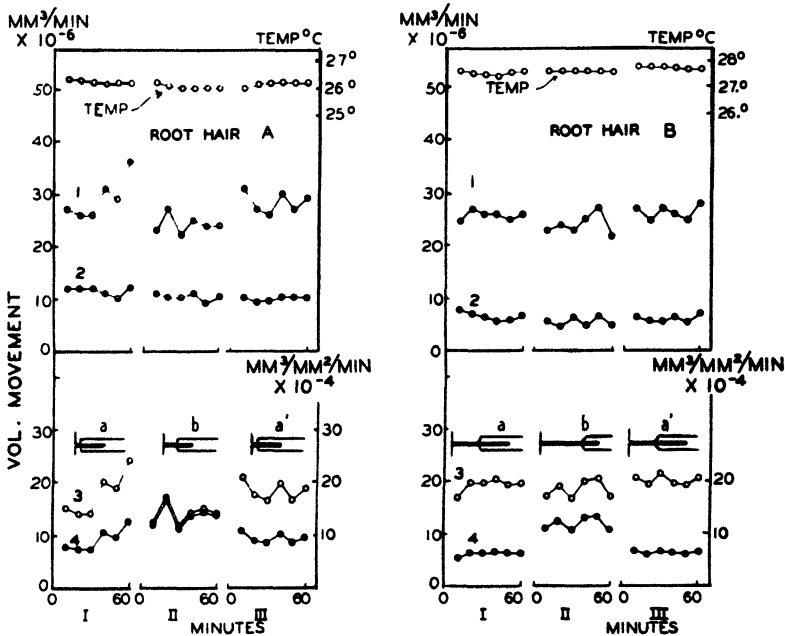 MM³/MIN
X 10⁻⁶
TEMP°C
27°
26°
25°
50
40
30
20
10
0
TEMP
ROOT HAIR A
1
2
VOL. MOVEMENT
MM³/MM²/MIN
X 10⁻⁴
a
b
a'
30
20
10
0
30
20
10
3
4
0
60
0
60
0
60
I
II
III
MINUTES
MM³/MIN
X 10⁻⁶
TEMP°C
28°
27.°
26.°
50
40
30
20
10
0
TEMP
ROOT HAIR B
1
2
MM³/MM²/MIN
X 10⁻⁴
a
b
a'
30
20
10
0
20
10
3
4
0
60
0
60
0
60
I
II
III
MINUTES